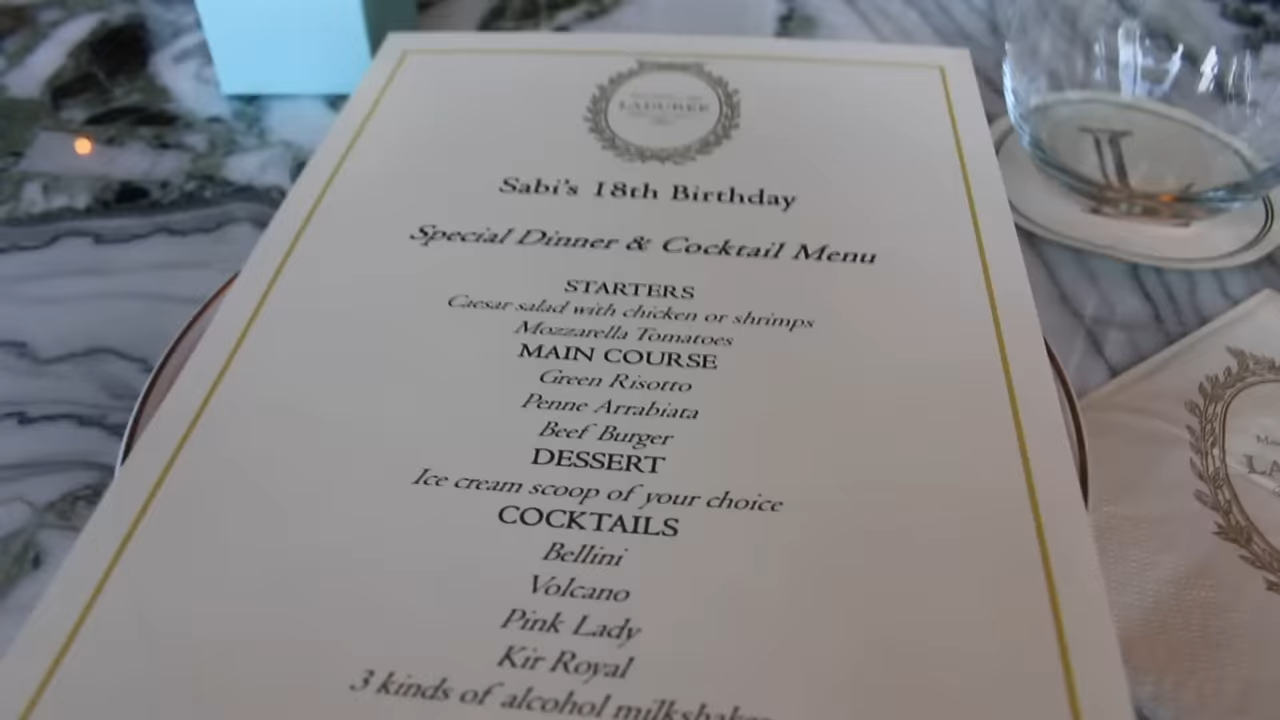 LADURÉE
Sabi's 18th Birthday
Special Dinner & Cocktail Menu
STARTERS
Caesar salad with chicken or shrimps
Mozzarella Tomatoes
MAIN COURSE
Green Risotto
Penne Arrabiata
Beef Burger
DESSERT
Ice cream scoop of your choice
COCKTAILS
Bellini
Volcano
Pink Lady
Kir Royal
3 kinds of alcohol milkshakes